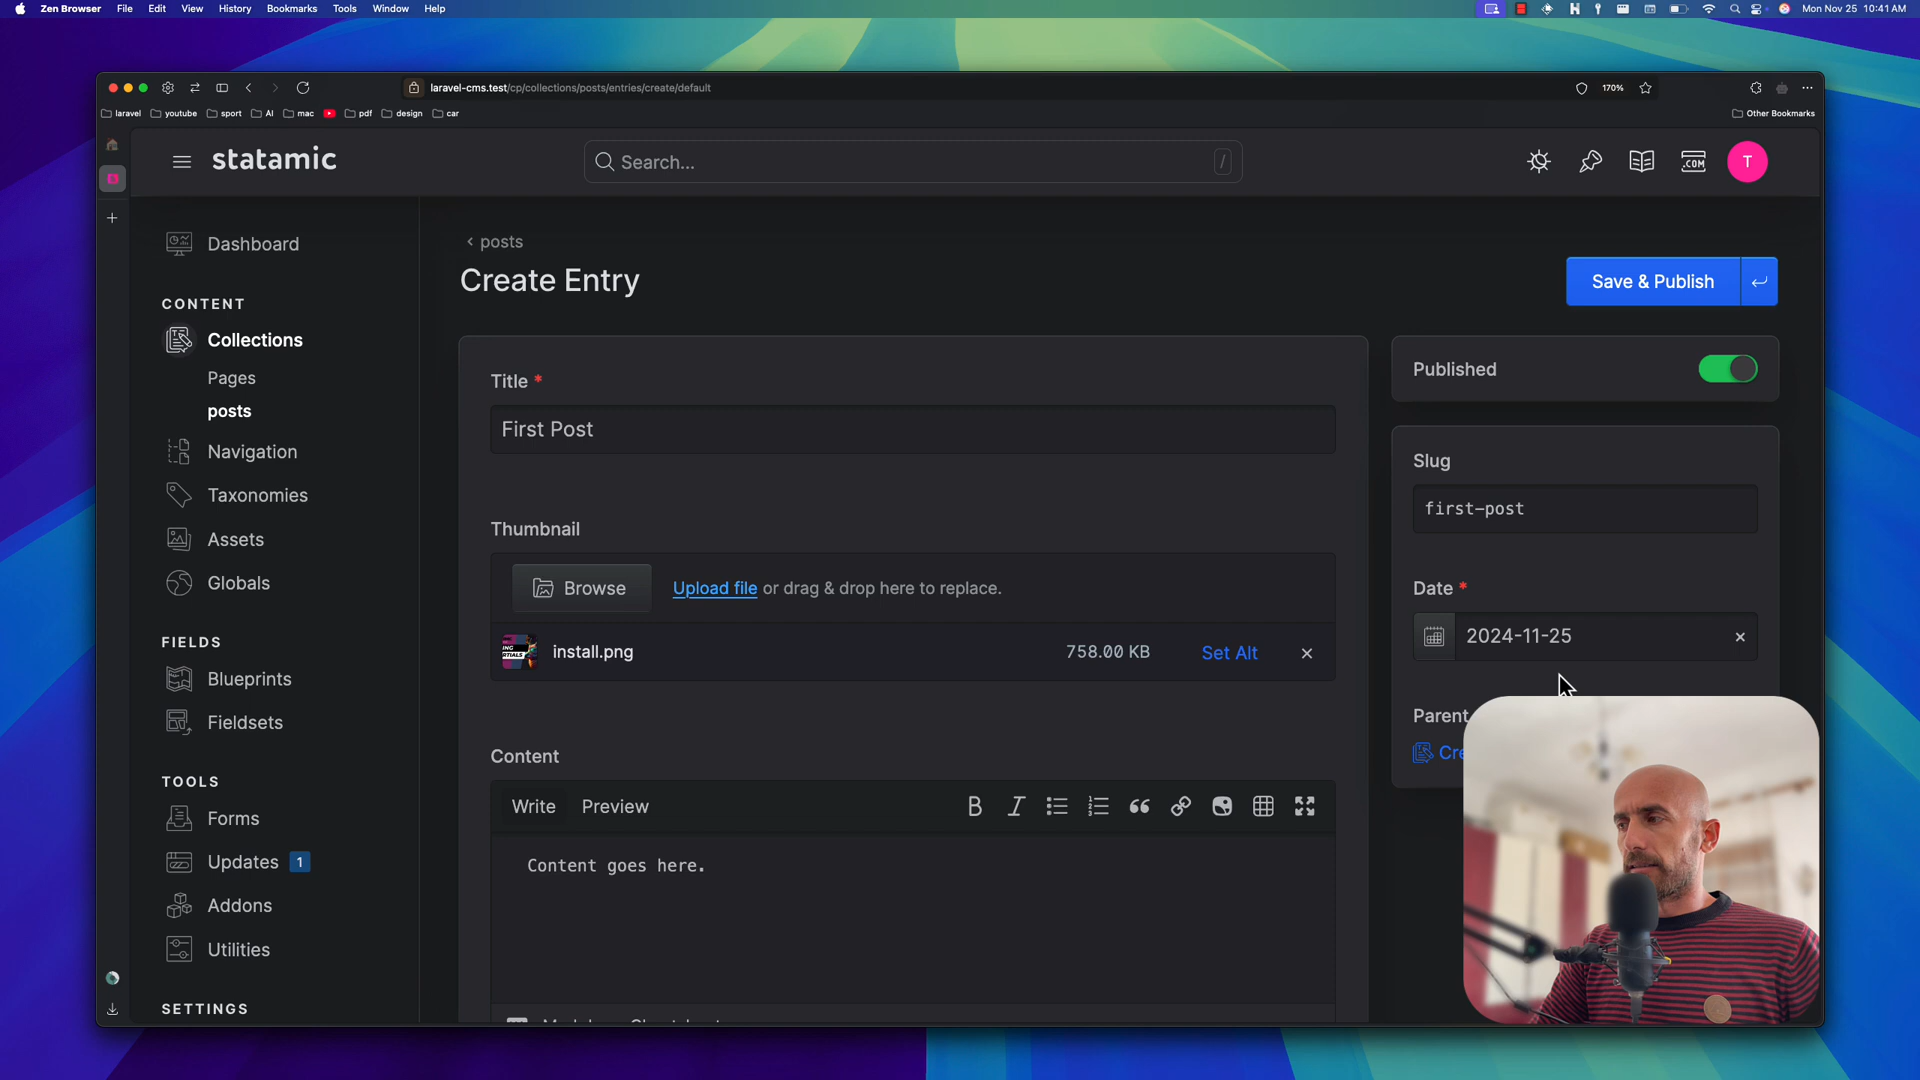 Zen Browser File Edit View History Bookmarks Tools Window Help
Mon Nov 25 10:41 AM
laravel-cms.test/cp/collections/posts/entries/create/default
170%
laravel youtube sport AI mac pdf design car
Other Bookmarks
statamic
Search...
/
.COM
T
Dashboard
CONTENT
Collections
Pages
posts
Navigation
Taxonomies
Assets
Globals
FIELDS
Blueprints
Fieldsets
TOOLS
Forms
Updates 1
Addons
Utilities
SETTINGS
‹ posts
Create Entry
Save & Publish
Title *
First Post
Thumbnail
Browse
Upload file or drag & drop here to replace.
install.png 758.00 KB Set Alt ×
Content
Write Preview
Content goes here.
Published
Slug
first-post
Date *
2024-11-25 ×
Parent